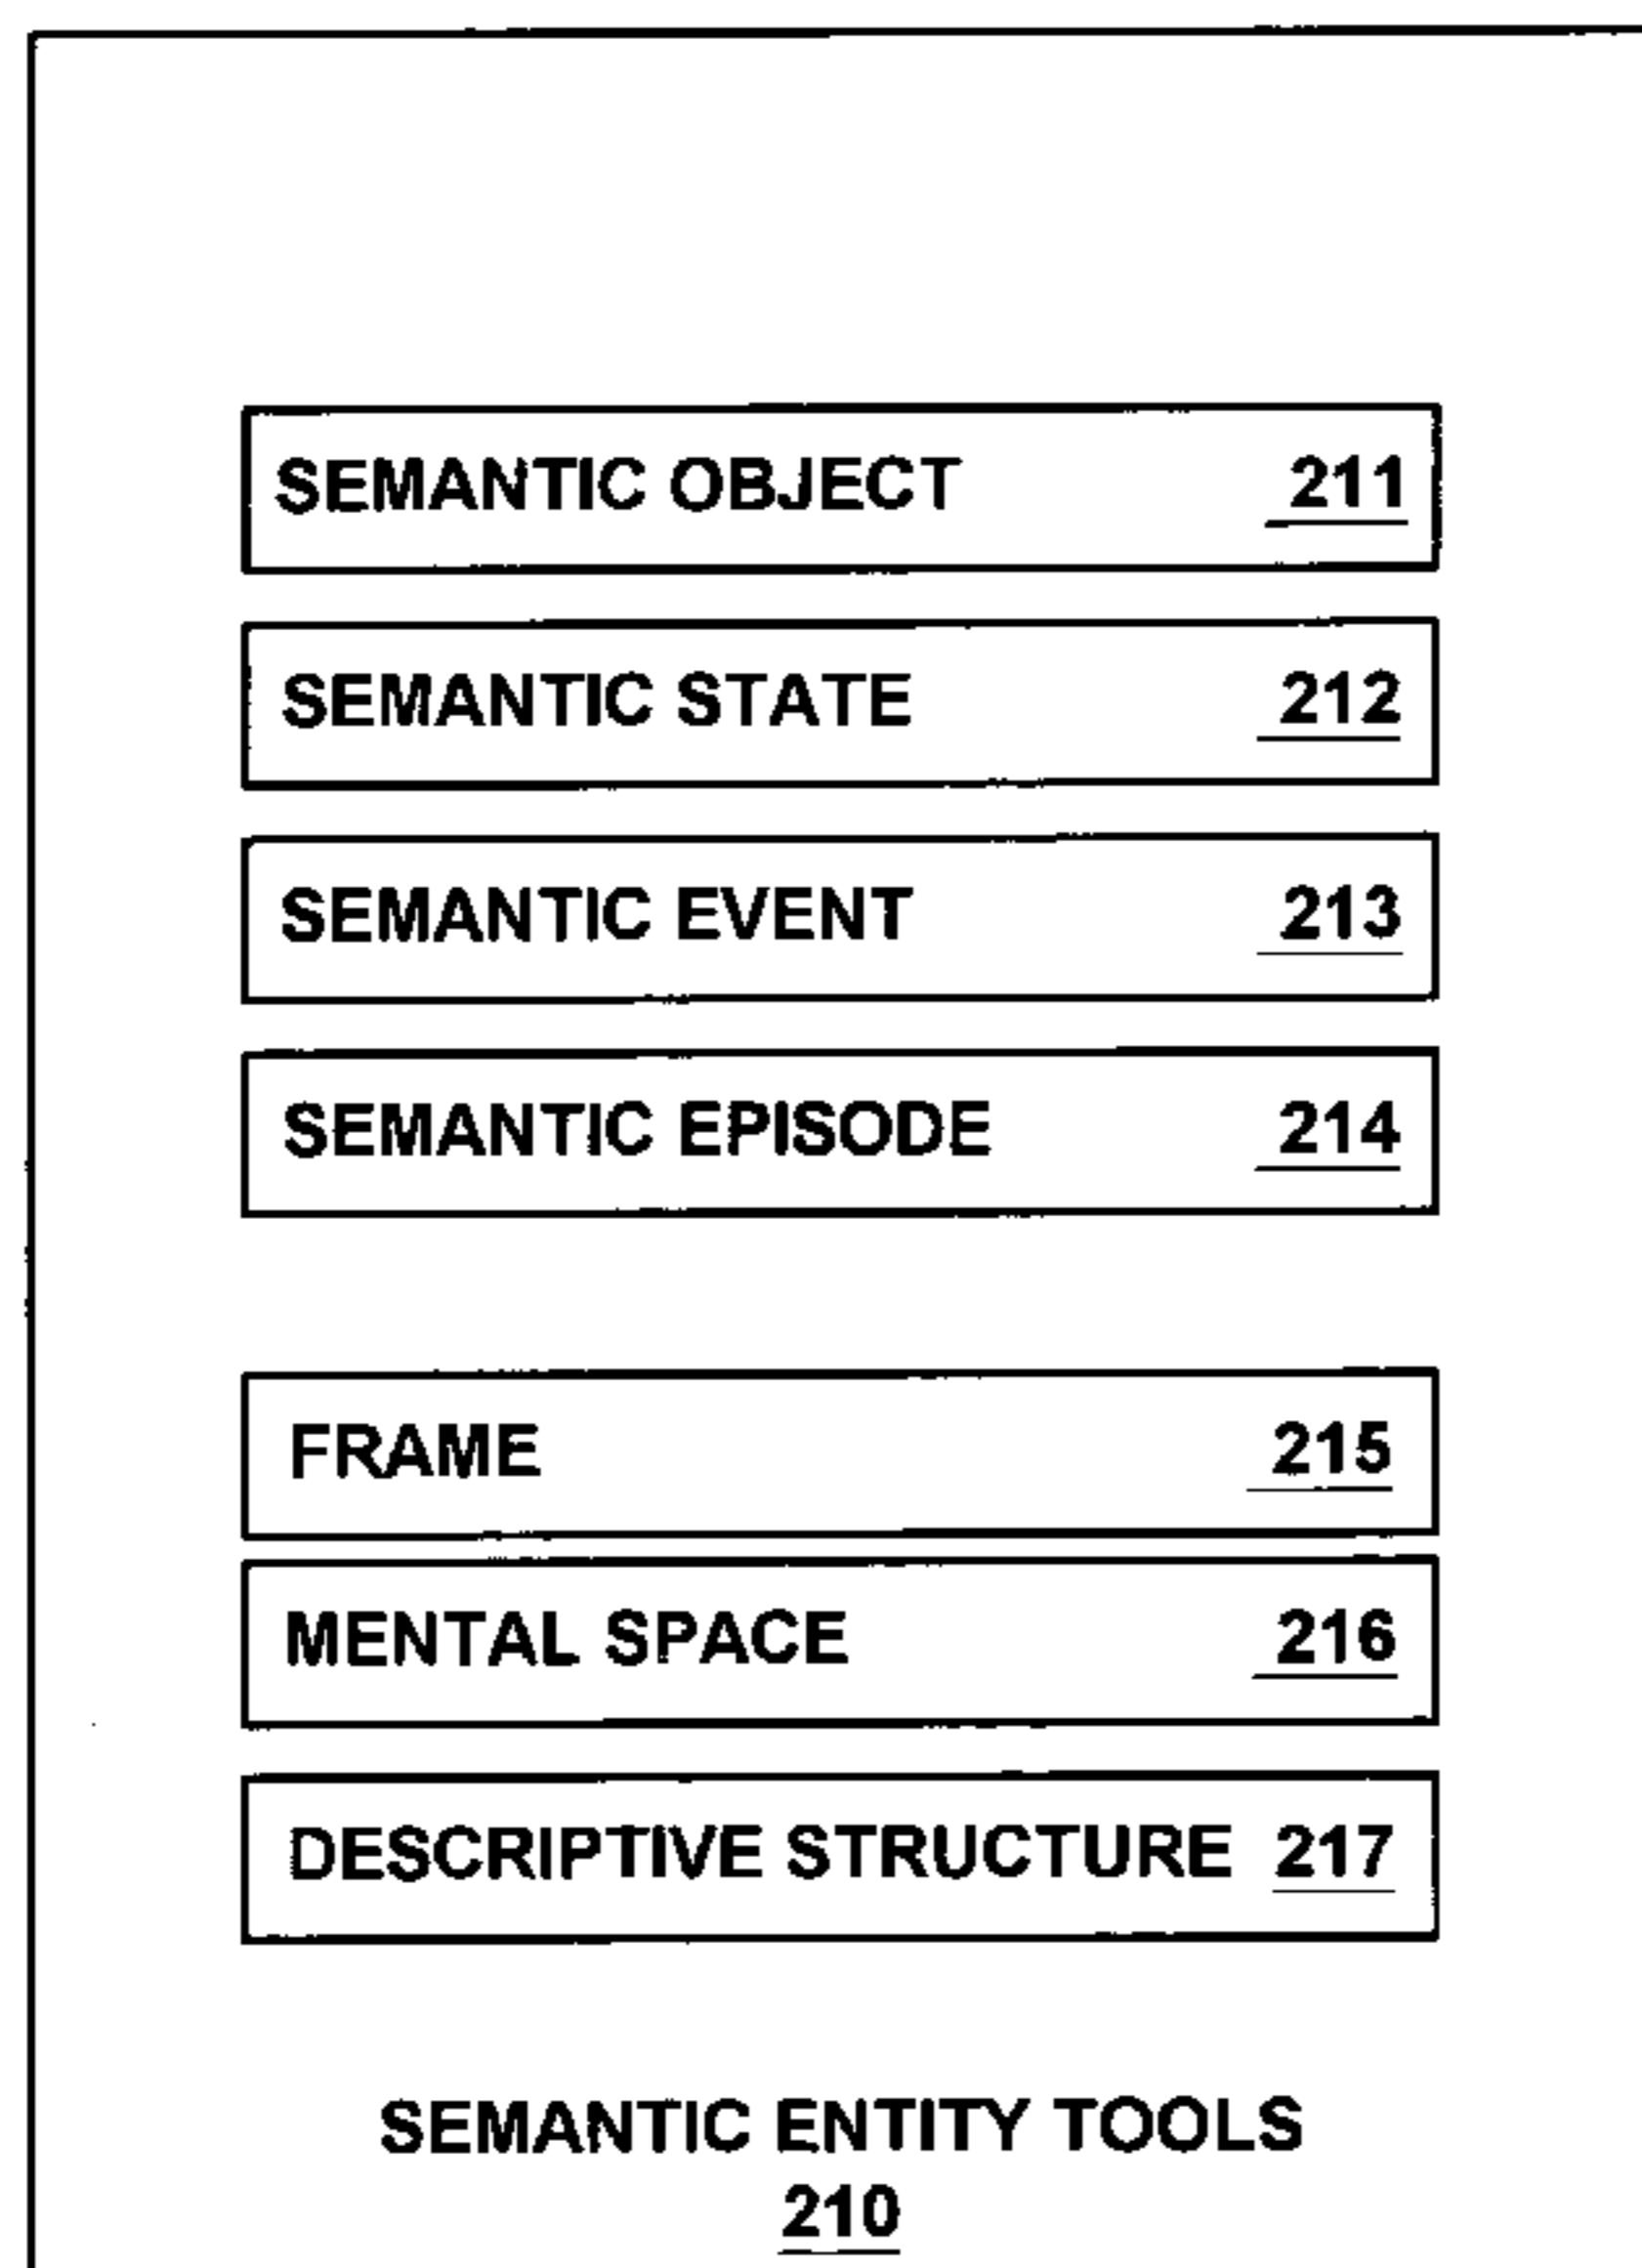 SEMANTIC OBJECT 211
SEMANTIC STATE 212
SEMANTIC EVENT 213
SEMANTIC EPISODE 214
FRAME 215
MENTAL SPACE 216
DESCRIPTIVE STRUCTURE 217
SEMANTIC ENTITY TOOLS
210